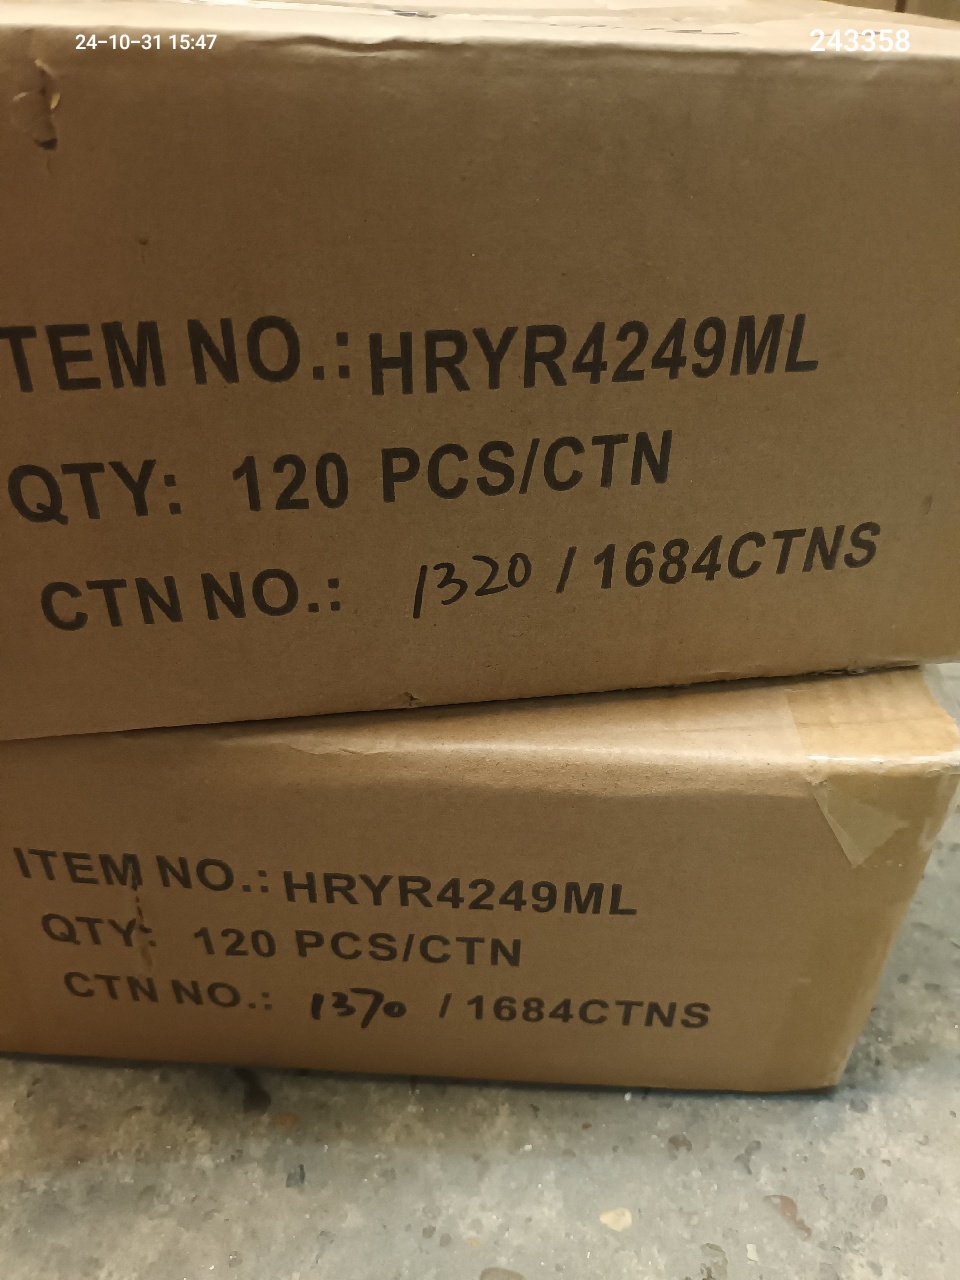 24-10-31 15:47
243358
TEM NO.: HRYR4249ML
QTY: 120 PCS/CTN
CTN NO.: 1320 / 1684CTNS
ITEM NO.: HRYR4249ML
QTY: 120 PCS/CTN
CTN NO.: 1370 / 1684CTNS